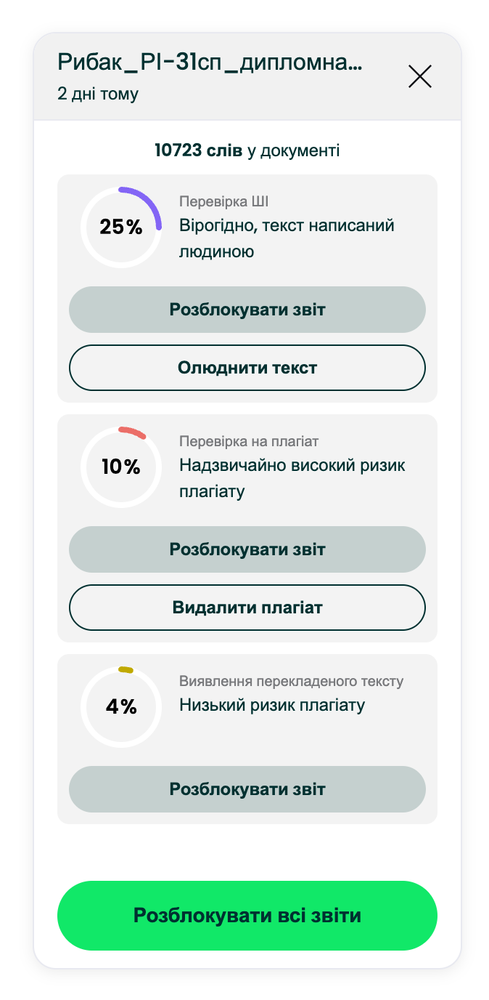 Рибак_РІ-31сп_дипломна...
2 дні тому
10723 слів у документі
25%
Перевірка ШІ
Вірогідно, текст написаний
людиною
Розблокувати звіт
Олюднити текст
10%
Перевірка на плагіат
Надзвичайно високий ризик
плагіату
Розблокувати звіт
Видалити плагіат
4%
Виявлення перекладеного тексту
Низький ризик плагіату
Розблокувати звіт
Розблокувати всі звіти